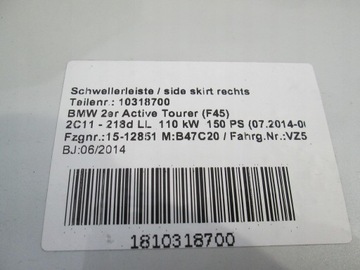 Schwellerleiste / side skirt rechts
Teilenr.: 10318700
BMW 2er Active Tourer (F45)
2C11 - 218d LL 110 kW 150 PS (07.2014-0
Fzgnr.:15-12851 M:B47C20 / Fahrg.Nr.:VZ5
BJ:06/2014
1810318700